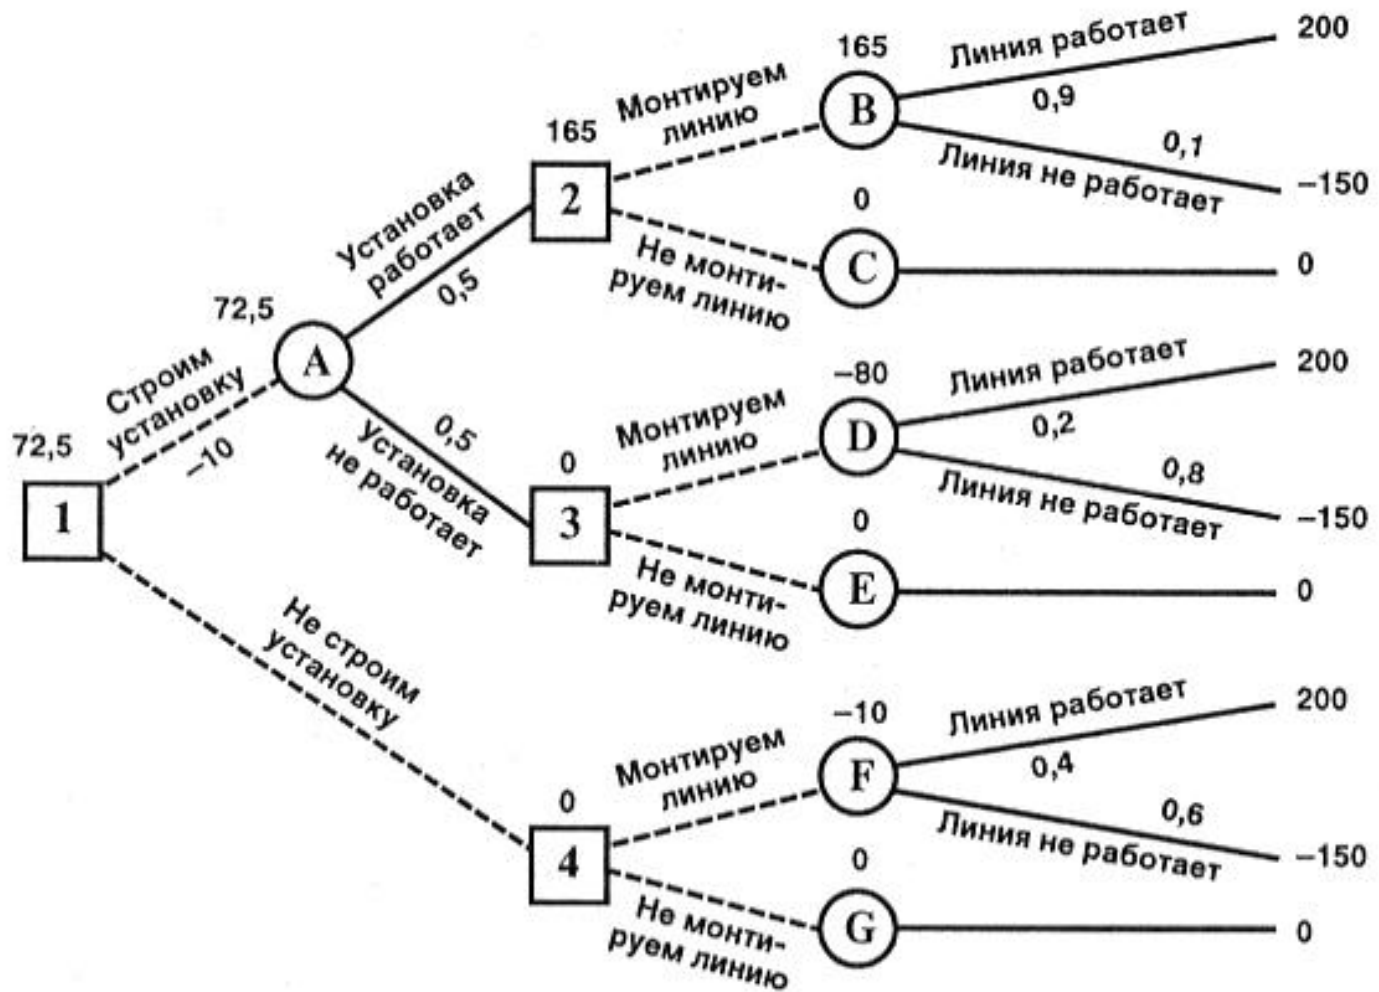 165
Линия работает
200
0,9
B
Монтируем
линию
165
2
0,1
Линия не работает
–150
0
Не монти-
руем линию
C
0
Установка
работает
0,5
72,5
A
Строим
установку
–10
72,5
1
0,5
Установка
не работает
–80
Линия работает
200
0,2
D
Монтируем
линию
0
3
0,8
Линия не работает
–150
0
Не монти-
руем линию
E
0
Не строим
установку
–10
Линия работает
200
0,4
F
Монтируем
линию
0
4
0,6
Линия не работает
–150
0
Не монти-
руем линию
G
0